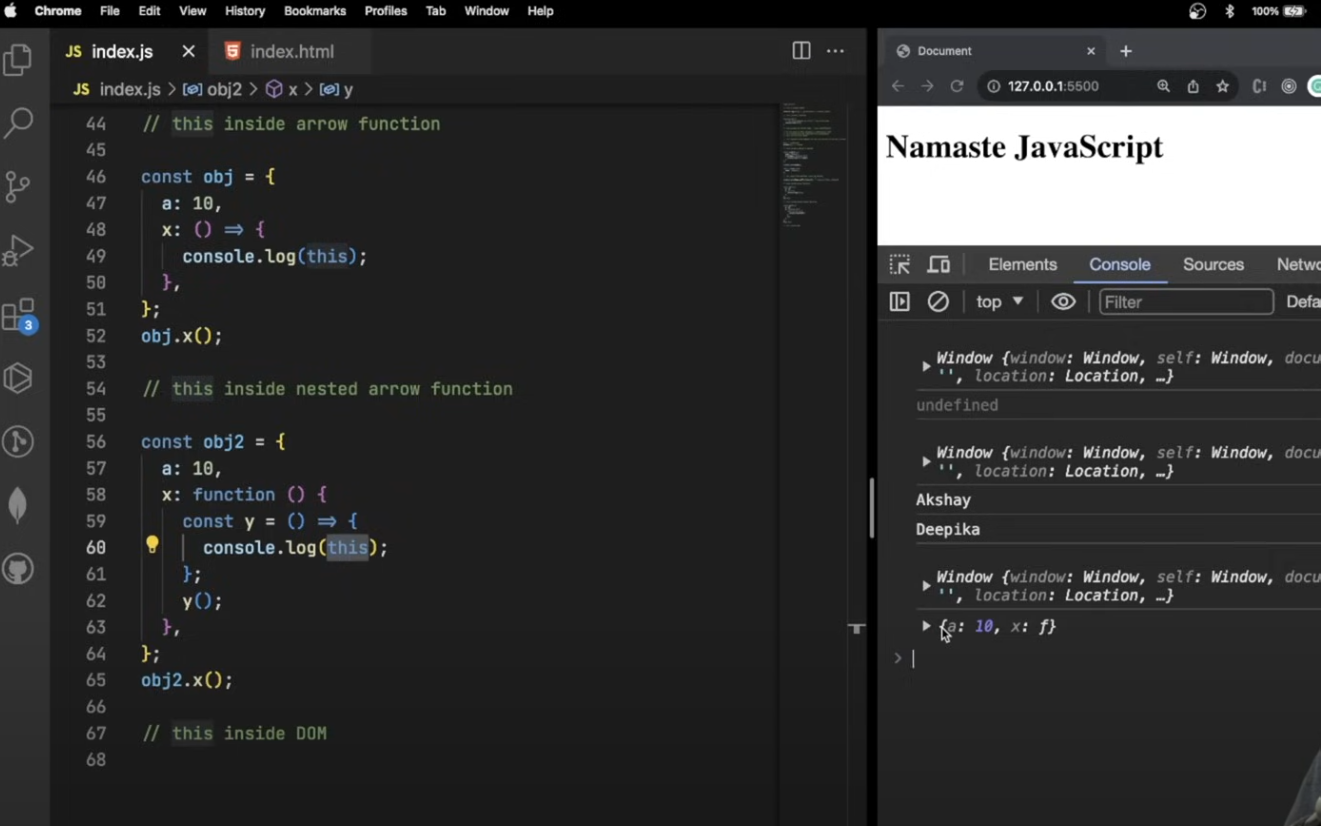 Chrome File Edit View History Bookmarks Profiles Tab Window Help 100%
JS index.js × index.html
JS index.js > obj2 > x > y
44 // this inside arrow function
45
46 const obj = {
47 a: 10,
48 x: () => {
49 console.log(this);
50 },
51 };
52 obj.x();
53
54 // this inside nested arrow function
55
56 const obj2 = {
57 a: 10,
58 x: function () {
59 const y = () => {
60 console.log(this);
61 };
62 y();
63 },
64 };
65 obj2.x();
66
67 // this inside DOM
68
3
Document × +
127.0.0.1:5500
Namaste JavaScript
Elements Console Sources Netwo
top Filter Defa
Window {window: Window, self: Window, docu
'', location: Location, …}
undefined
Window {window: Window, self: Window, docu
'', location: Location, …}
Akshay
Deepika
Window {window: Window, self: Window, docu
'', location: Location, …}
{a: 10, x: ƒ}
>